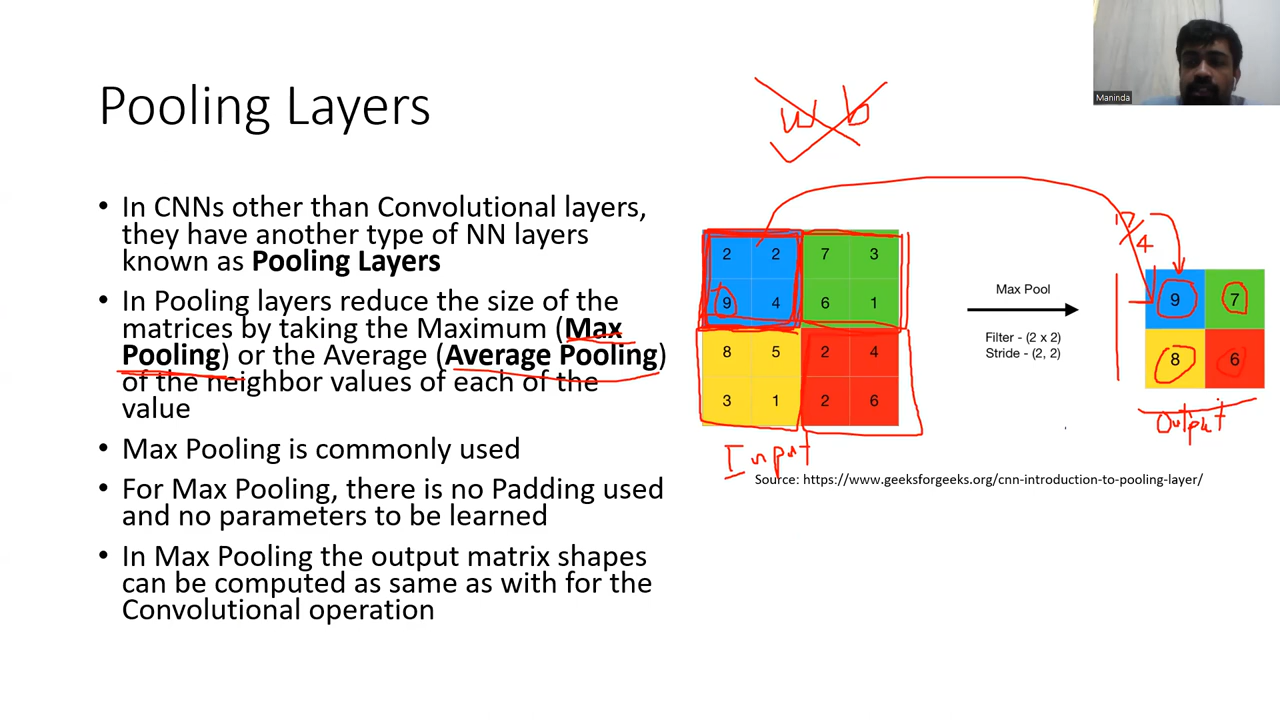 Maninda
Pooling Layers
w b
• In CNNs other than Convolutional layers,
they have another type of NN layers
known as Pooling Layers
• In Pooling layers reduce the size of the
matrices by taking the Maximum (Max
Pooling) or the Average (Average Pooling)
of the neighbor values of each of the
value
• Max Pooling is commonly used
• For Max Pooling, there is no Padding used
and no parameters to be learned
• In Max Pooling the output matrix shapes
can be computed as same as with for the
Convolutional operation
2 2 7 3
9 4 6 1
8 5 2 4
3 1 2 6
Input
Max Pool
Filter - (2 x 2)
Stride - (2, 2)
17/4
9 7
8 6
Output
Source: https://www.geeksforgeeks.org/cnn-introduction-to-pooling-layer/